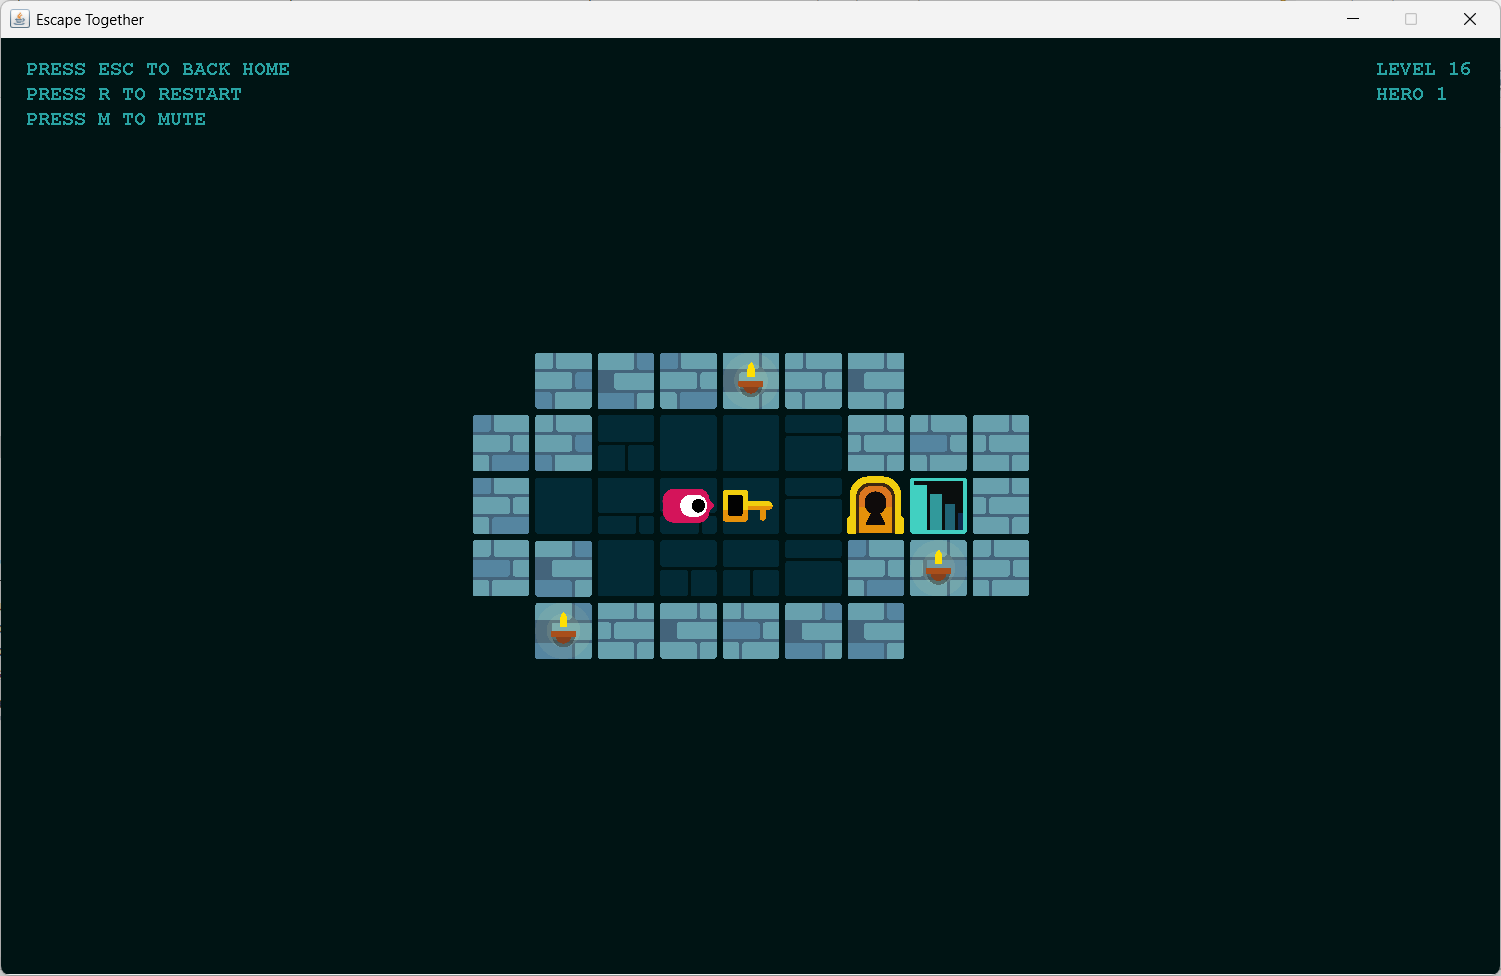 Escape Together
PRESS ESC TO BACK HOME
PRESS R TO RESTART
PRESS M TO MUTE
LEVEL 16
HERO 1